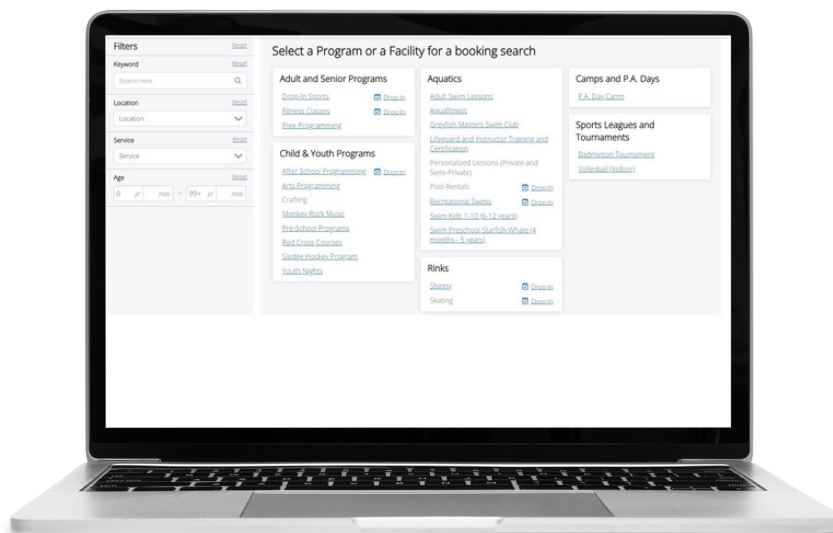 Filters
Reset
Keyword
Reset
Search Here
Location
Reset
Location
Service
Reset
Service
Age
Reset
0 yr mos - 99+ yr mos
Select a Program or a Facility for a booking search
Adult and Senior Programs
Drop-In Sports Drop-In
Fitness Classes Drop-In
Free Programming
Child & Youth Programs
After School Programming Drop-In
Arts Programming
Crafting
Monkey Rock Music
Pre-School Programs
Red Cross Courses
Sledge Hockey Program
Youth Nights
Aquatics
Adult Swim Lessons
Aquafitness
Greyfish Masters Swim Club
Lifeguard and Instructor Training and
Certification
Personalized Lessons (Private and
Semi-Private)
Pool Rentals Drop-In
Recreational Swims Drop-In
Swim Kids 1-10 (6-12 years)
Swim Preschool Starfish-Whale (4
months - 5 years)
Rinks
Shinny Drop-In
Skating Drop-In
Camps and P.A. Days
P.A. Day Camp
Sports Leagues and
Tournaments
Badminton Tournament
Volleyball (Indoor)